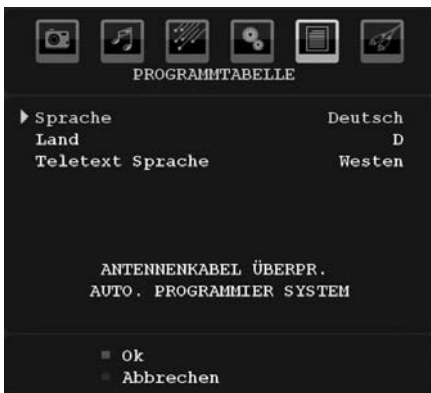 PROGRAMMTABELLE
Sprache Deutsch
Land D
Teletext Sprache Westen
ANTENNENKABEL ÜBERPR.
AUTO. PROGRAMMIER SYSTEM
Ok
Abbrechen